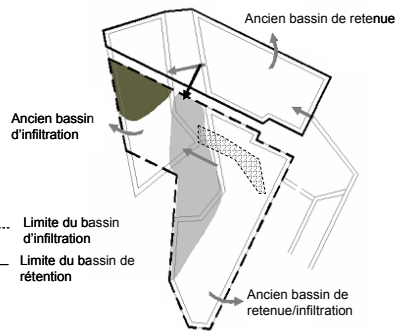 Ancien bassin de retenue
Ancien bassin
d'infiltration
Limite du bassin
d'infiltration
Limite du bassin de
rétention
Ancien bassin de
retenue/infiltration